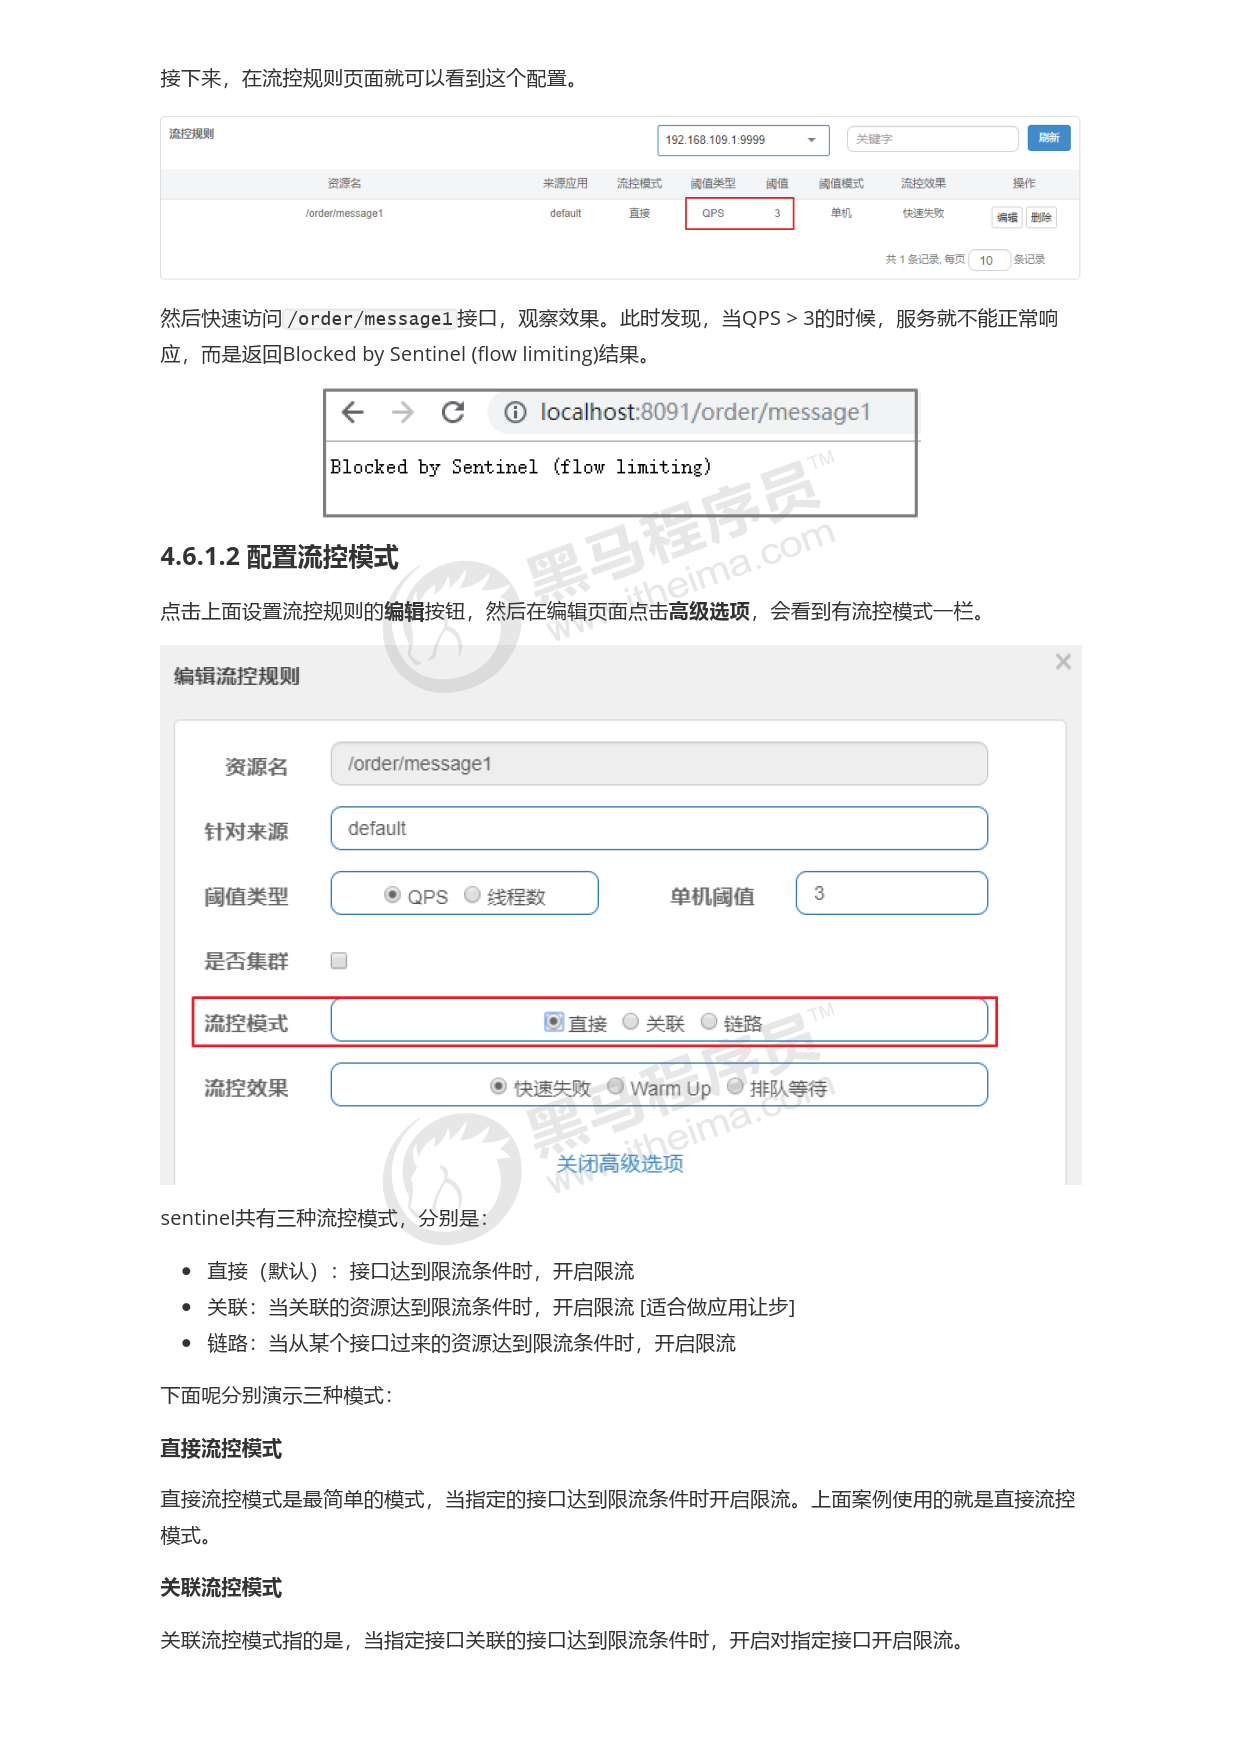 接下来，在流控规则页面就可以看到这个配置。
流控规则
192.168.109.1:9999
关键字
刷新
资源名 来源应用 流控模式 阈值类型 阈值 阈值模式 流控效果 操作
/order/message1 default 直接 QPS 3 单机 快速失败 编辑 删除
共 1 条记录, 每页 10 条记录
然后快速访问/order/message1接口，观察效果。此时发现，当QPS > 3的时候，服务就不能正常响
应，而是返回Blocked by Sentinel (flow limiting)结果。
localhost:8091/order/message1
Blocked by Sentinel (flow limiting)
黑马程序员™
www.itheima.com
4.6.1.2 配置流控模式
点击上面设置流控规则的编辑按钮，然后在编辑页面点击高级选项，会看到有流控模式一栏。
编辑流控规则 ×
资源名 /order/message1
针对来源 default
阈值类型 QPS 线程数 单机阈值 3
是否集群
流控模式 直接 关联 链路
流控效果 快速失败 Warm Up 排队等待
黑马程序员™
www.itheima.com
关闭高级选项
sentinel共有三种流控模式，分别是：
直接（默认）：接口达到限流条件时，开启限流
关联：当关联的资源达到限流条件时，开启限流 [适合做应用让步]
链路：当从某个接口过来的资源达到限流条件时，开启限流
下面呢分别演示三种模式：
直接流控模式
直接流控模式是最简单的模式，当指定的接口达到限流条件时开启限流。上面案例使用的就是直接流控
模式。
关联流控模式
关联流控模式指的是，当指定接口关联的接口达到限流条件时，开启对指定接口开启限流。